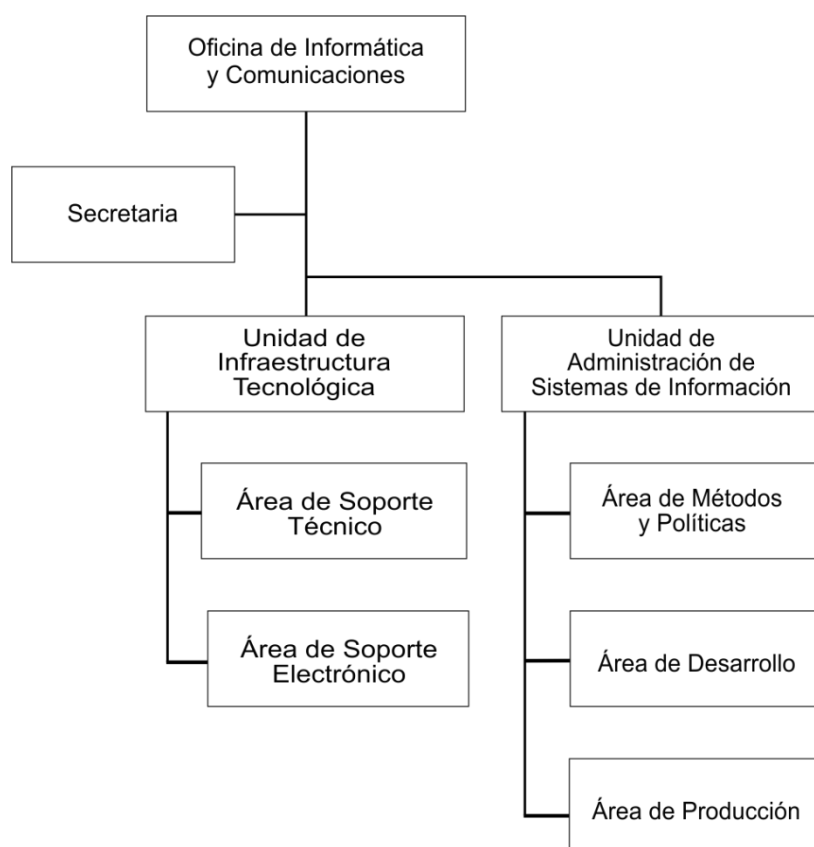 Oficina de Informática
y Comunicaciones
Secretaria
Unidad de
Infraestructura
Tecnológica
Unidad de
Administración de
Sistemas de Información
Área de Soporte
Técnico
Área de Soporte
Electrónico
Área de Métodos
y Políticas
Área de Desarrollo
Área de Producción